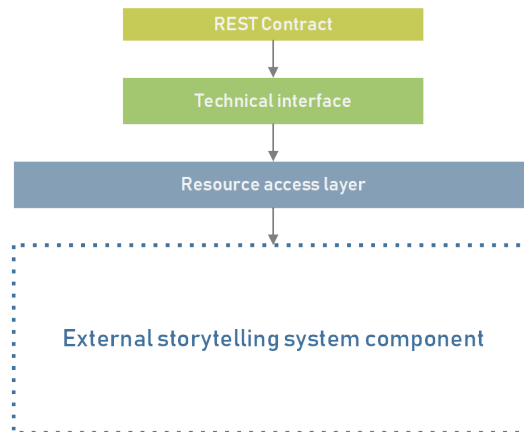 REST Contract
Technical interface
Resource access layer
External storytelling system component